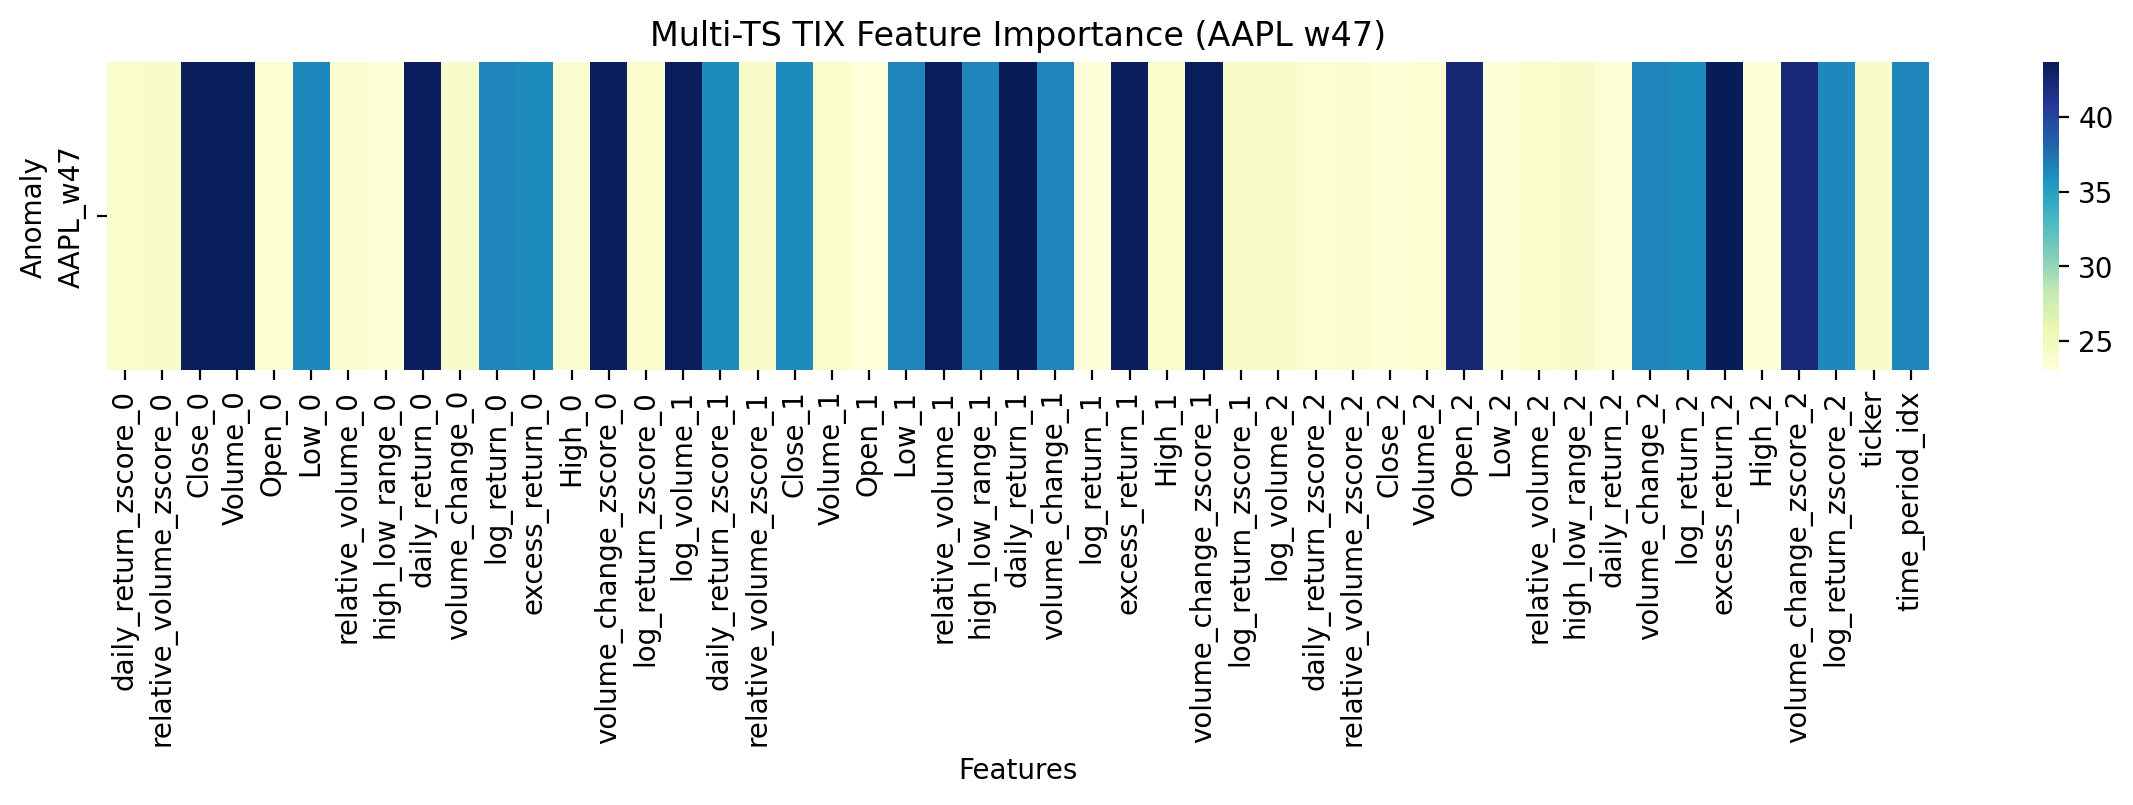 Multi-TS TIX Feature Importance (AAPL w47)
Anomaly
AAPL_w47
40
35
30
25
daily_return_zscore_0
relative_volume_zscore_0
Close_0
Volume_0
Open_0
Low_0
relative_volume_0
high_low_range_0
daily_return_0
volume_change_0
log_return_0
excess_return_0
High_0
volume_change_zscore_0
log_return_zscore_0
log_volume_1
daily_return_zscore_1
relative_volume_zscore_1
Close_1
Volume_1
Open_1
Low_1
relative_volume_1
high_low_range_1
daily_return_1
volume_change_1
log_return_1
excess_return_1
High_1
volume_change_zscore_1
log_return_zscore_1
log_volume_2
daily_return_zscore_2
relative_volume_zscore_2
Close_2
Volume_2
Open_2
Low_2
relative_volume_2
high_low_range_2
daily_return_2
volume_change_2
log_return_2
excess_return_2
High_2
volume_change_zscore_2
log_return_zscore_2
ticker
time_period_idx
Features